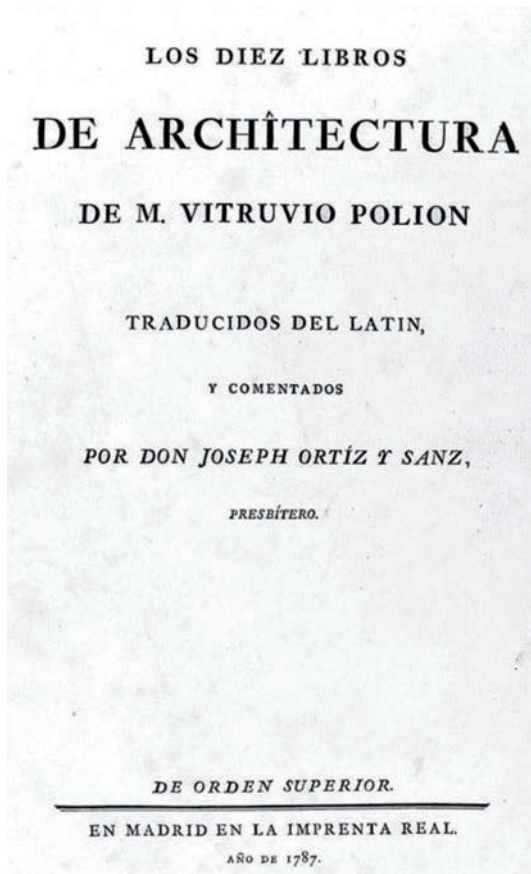 LOS DIEZ LIBROS
DE ARCHÎTECTURA
DE M. VITRUVIO POLION
TRADUCIDOS DEL LATIN,
Y COMENTADOS
POR DON JOSEPH ORTÍZ Y SANZ,
PRESBÍTERO.
DE ORDEN SUPERIOR.
EN MADRID EN LA IMPRENTA REAL.
AÑO DE 1787.